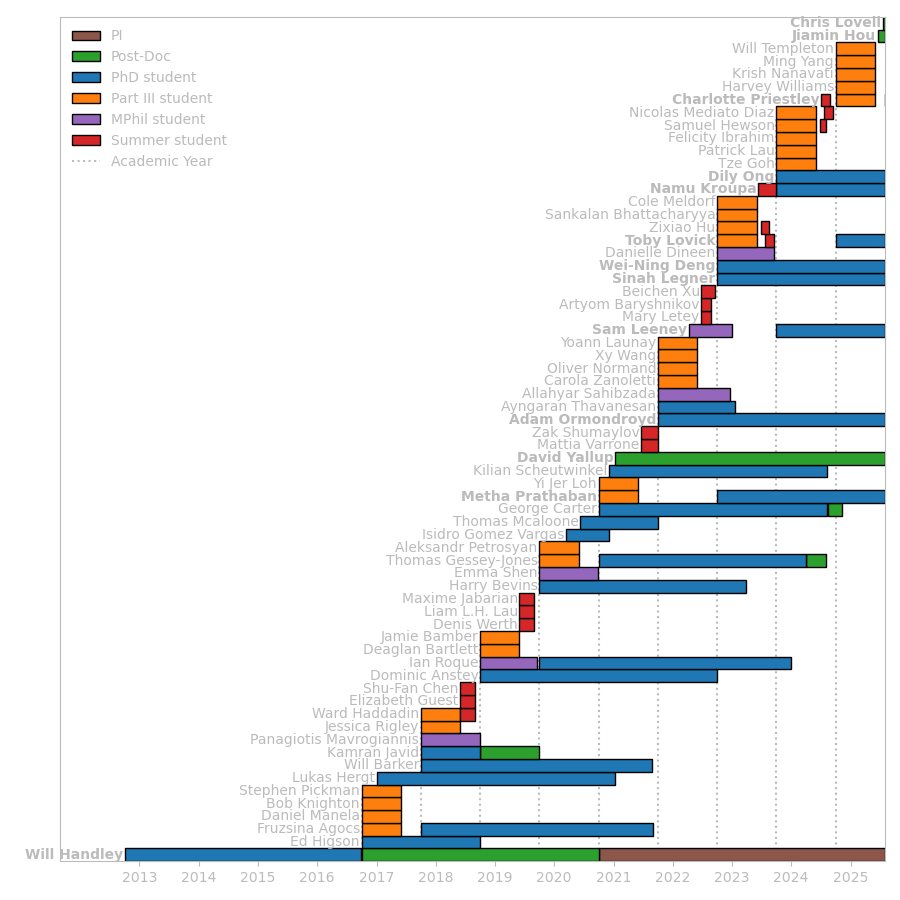 Chris Lovell
Jiamin Hou
Will Templeton
Ming Yang
Krish Nanavati
Harvey Williams
Charlotte Priestley
Nicolas Mediato Diaz
Samuel Hewson
Felicity Ibrahim
Patrick Lau
Tze Goh
Dily Ong
Namu Kroupa
Cole Meldorf
Sankalan Bhattacharyya
Zixiao Hu
Toby Lovick
Danielle Dineen
Wei-Ning Deng
Sinah Legner
Beichen Xu
Artyom Baryshnikov
Mary Letey
Sam Leeney
Yoann Launay
Xy Wang
Oliver Normand
Carola Zanoletti
Allahyar Sahibzada
Ayngaran Thavanesan
Adam Ormondroyd
Zak Shumaylov
Mattia Varrone
David Yallup
Kilian Scheutwinkel
Yi Jer Loh
Metha Prathaban
George Carter
Thomas Mcaloone
Isidro Gomez Vargas
Aleksandr Petrosyan
Thomas Gessey-Jones
Emma Shen
Harry Bevins
Maxime Jabarian
Liam L.H. Lau
Denis Werth
Jamie Bamber
Deaglan Bartlett
Ian Roque
Dominic Anstey
Shu-Fan Chen
Elizabeth Guest
Ward Haddadin
Jessica Rigley
Panagiotis Mavrogiannis
Kamran Javid
Will Barker
Lukas Hergt
Stephen Pickman
Bob Knighton
Daniel Manela
Fruzsina Agocs
Ed Higson
Will Handley
PI
Post-Doc
PhD student
Part III student
MPhil student
Summer student
Academic Year
2013 2014 2015 2016 2017 2018 2019 2020 2021 2022 2023 2024 2025